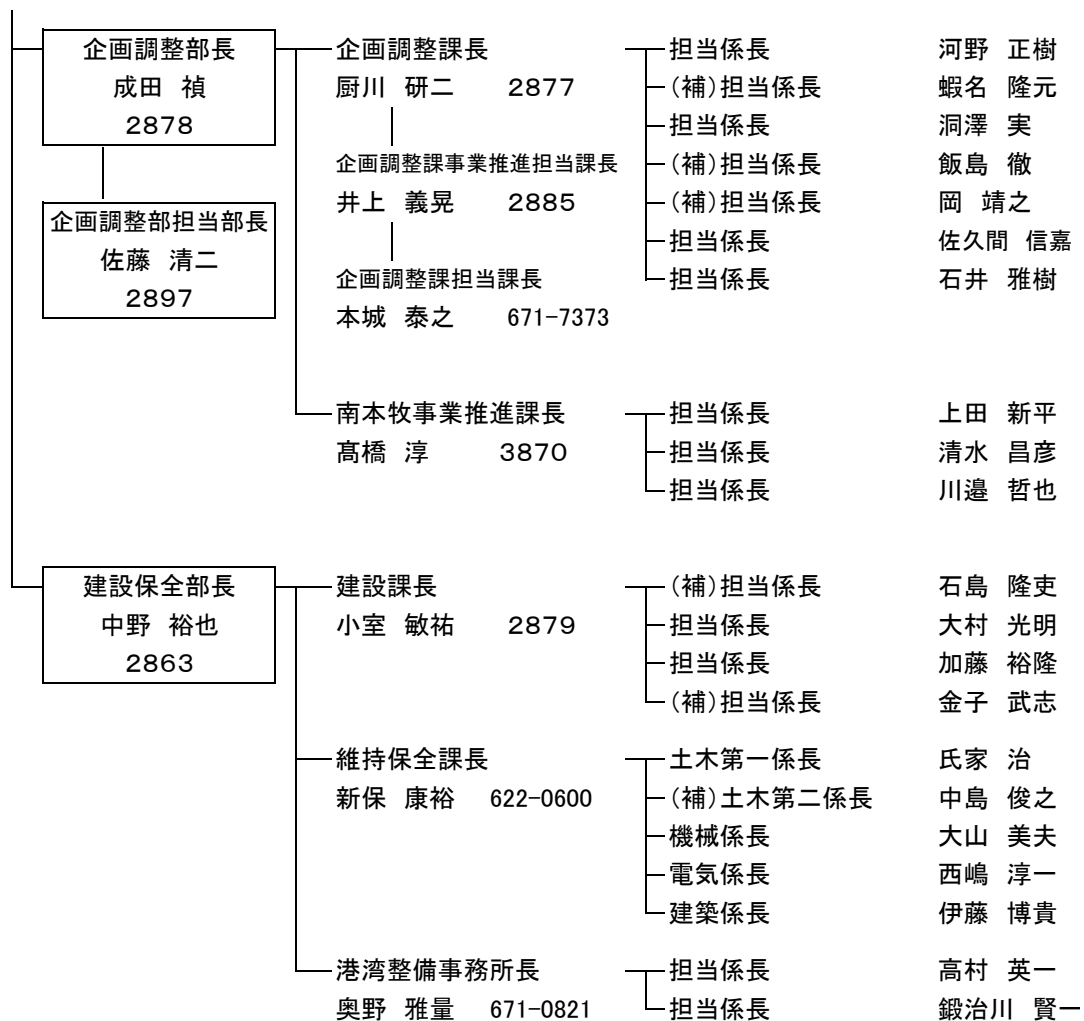 企画調整部長
成田 禎
2878
企画調整部担当部長
佐藤 清二
2897
企画調整課長
厨川 研二 2877
企画調整課事業推進担当課長
井上 義晃 2885
企画調整課担当課長
本城 泰之 671-7373
担当係長 河野 正樹
(補)担当係長 蝦名 隆元
担当係長 洞澤 実
(補)担当係長 飯島 徹
(補)担当係長 岡 靖之
担当係長 佐久間 信嘉
担当係長 石井 雅樹
南本牧事業推進課長
髙橋 淳 3870
担当係長 上田 新平
担当係長 清水 昌彦
担当係長 川邉 哲也
建設保全部長
中野 裕也
2863
建設課長
小室 敏祐 2879
(補)担当係長 石島 隆吏
担当係長 大村 光明
担当係長 加藤 裕隆
(補)担当係長 金子 武志
維持保全課長
新保 康裕 622-0600
土木第一係長 氏家 治
(補)土木第二係長 中島 俊之
機械係長 大山 美夫
電気係長 西嶋 淳一
建築係長 伊藤 博貴
港湾整備事務所長
奥野 雅量 671-0821
担当係長 高村 英一
担当係長 鍛治川 賢一